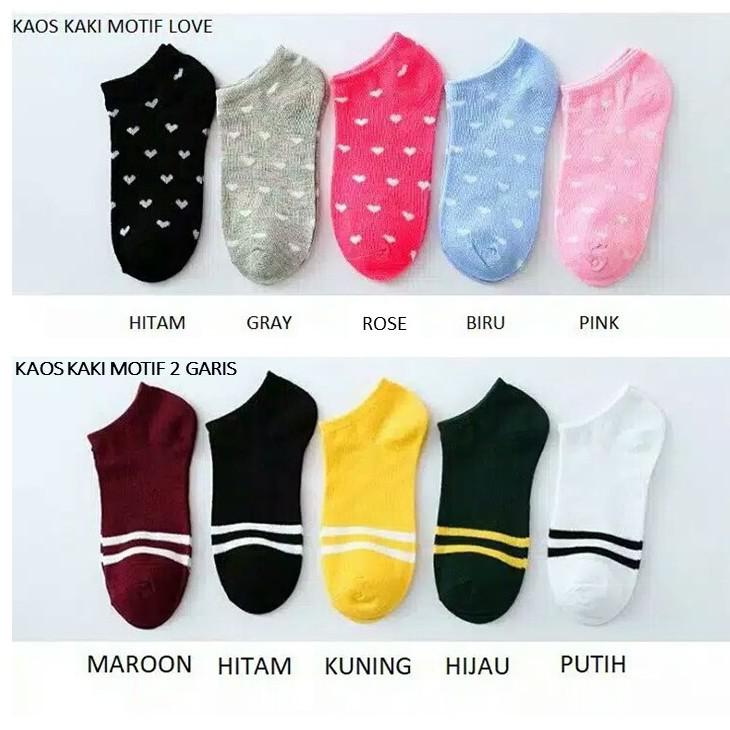 KAOS KAKI MOTIF LOVE
HITAM GRAY ROSE BIRU PINK
KAOS KAKI MOTIF 2 GARIS
MAROON HITAM KUNING HIJAU PUTIH